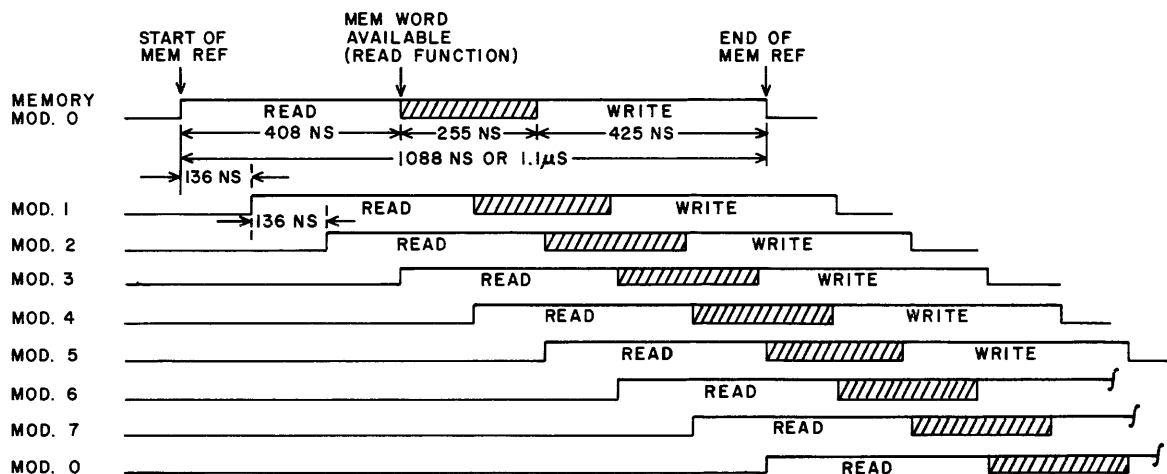 START OF
MEM REF
MEM WORD
AVAILABLE
(READ FUNCTION)
END OF
MEM REF
MEMORY
MOD. 0
READ
WRITE
408 NS
255 NS
425 NS
1088 NS OR 1.1μS
136 NS
MOD. 1
READ
WRITE
136 NS
MOD. 2
READ
WRITE
MOD. 3
READ
WRITE
MOD. 4
READ
WRITE
MOD. 5
READ
WRITE
MOD. 6
READ
MOD. 7
READ
MOD. 0
READ